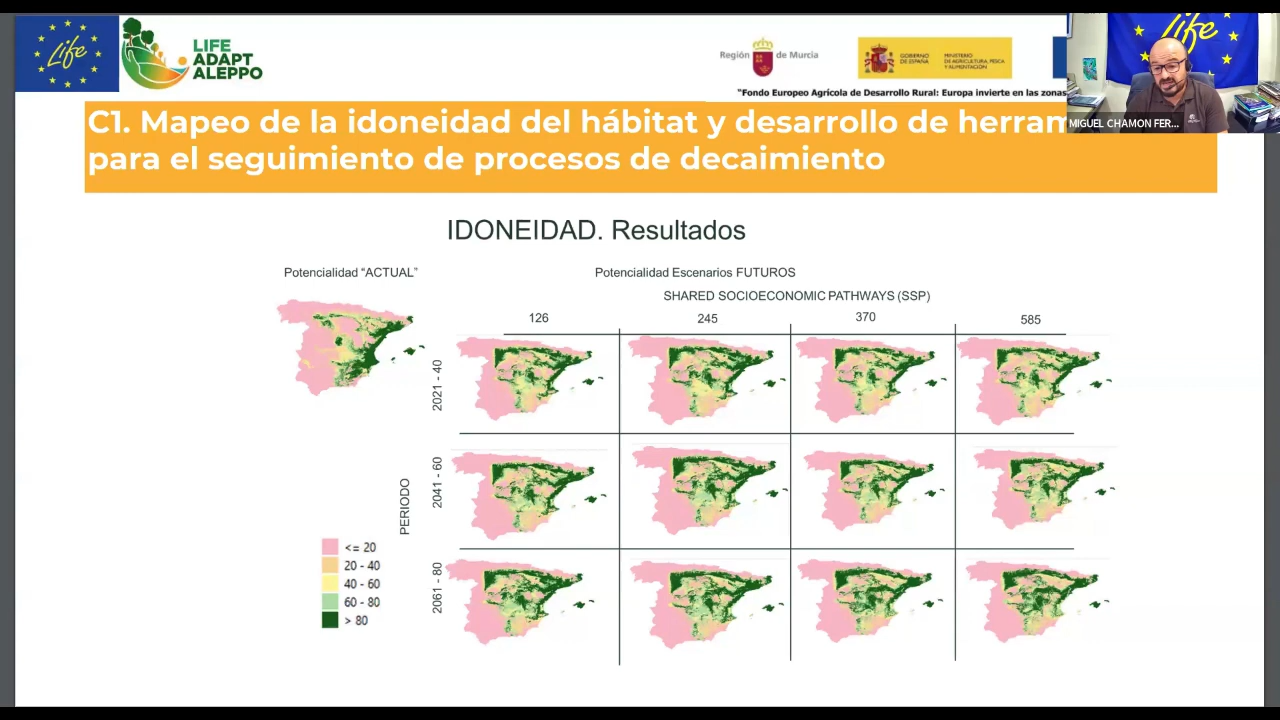 life
LIFE
ADAPT
ALEPPO
Región de Murcia
GOBIERNO
DE ESPAÑA
MINISTERIO
DE AGRICULTURA, PESCA
Y ALIMENTACIÓN
"Fondo Europeo Agrícola de Desarrollo Rural: Europa invierte en las zonas
life
MIGUEL CHAMON FER...
C1. Mapeo de la idoneidad del hábitat y desarrollo de herram
para el seguimiento de procesos de decaimiento
IDONEIDAD. Resultados
Potencialidad "ACTUAL"
Potencialidad Escenarios FUTUROS
SHARED SOCIOECONOMIC PATHWAYS (SSP)
126 245 370 585
2021 - 40
2041 - 60
PERIODO
2061 - 80
<= 20
20 - 40
40 - 60
60 - 80
> 80